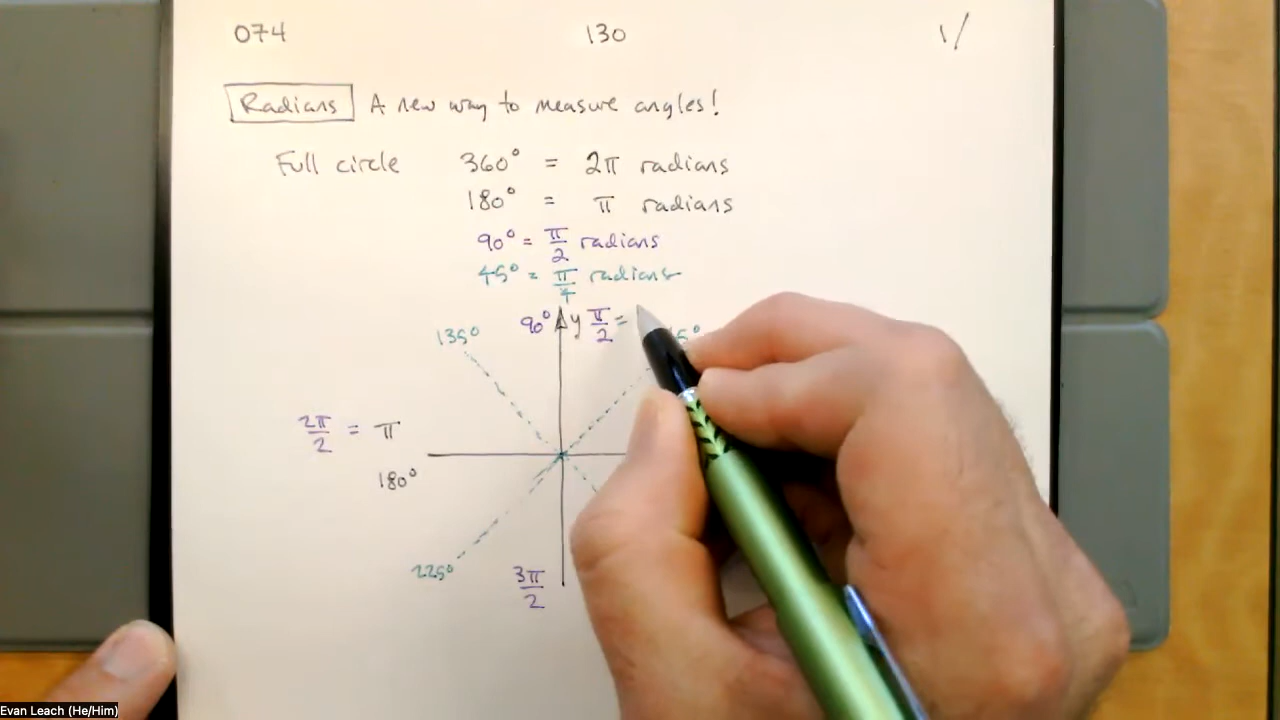 074 130 1/
Radians A new way to measure angles!
Full circle 360° = 2π radians
180° = π radians
90° = π/2 radians
45° = π/4 radians
90° y π/2 =
135°
2π/2 = π
180°
225°
3π/2
Evan Leach (He/Him)